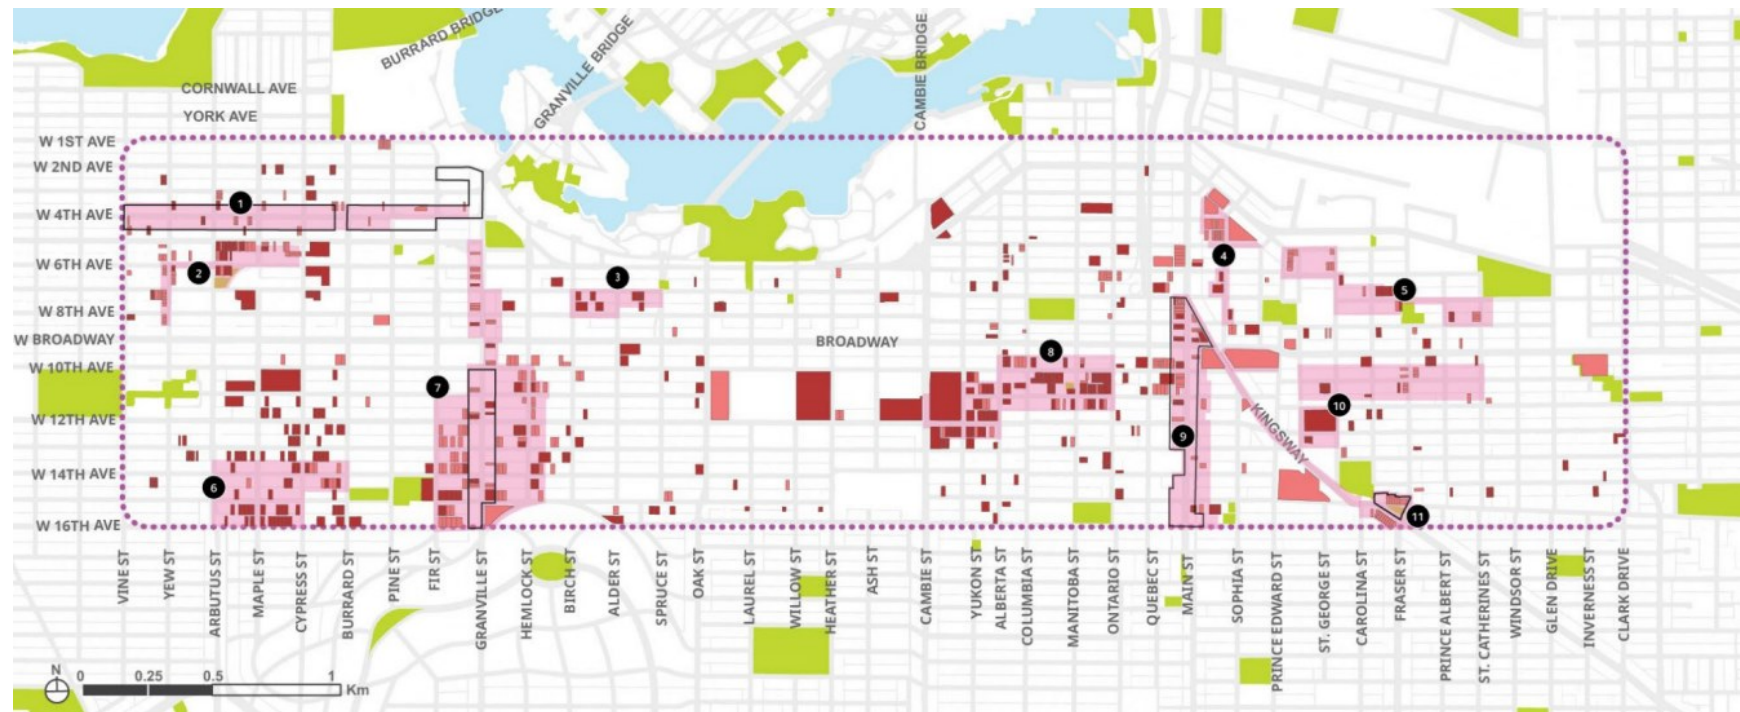 BURRARD BRIDGE
GRANVILLE BRIDGE
CAMBIE BRIDGE
CORNWALL AVE
YORK AVE
W 1ST AVE
W 2ND AVE
1
W 4TH AVE
4
W 6TH AVE
2
3
5
W 8TH AVE
W BROADWAY
BROADWAY
8
W 10TH AVE
7
10
W 12TH AVE
KINGSWAY
9
W 14TH AVE
6
11
W 16TH AVE
VINE ST
YEW ST
ARBUTUS ST
MAPLE ST
CYPRESS ST
BURRARD ST
PINE ST
FIR ST
GRANVILLE ST
HEMLOCK ST
BIRCH ST
ALDER ST
SPRUCE ST
OAK ST
LAUREL ST
WILLOW ST
HEATHER ST
ASH ST
CAMBIE ST
YUKON ST
ALBERTA ST
COLUMBIA ST
MANITOBA ST
ONTARIO ST
QUEBEC ST
MAIN ST
SOPHIA ST
PRINCE EDWARD ST
ST. GEORGE ST
CAROLINA ST
FRASER ST
PRINCE ALBERT ST
ST. CATHERINES ST
WINDSOR ST
GLEN DRIVE
INVERNESS ST
CLARK DRIVE
N
0 0.25 0.5 1
Km